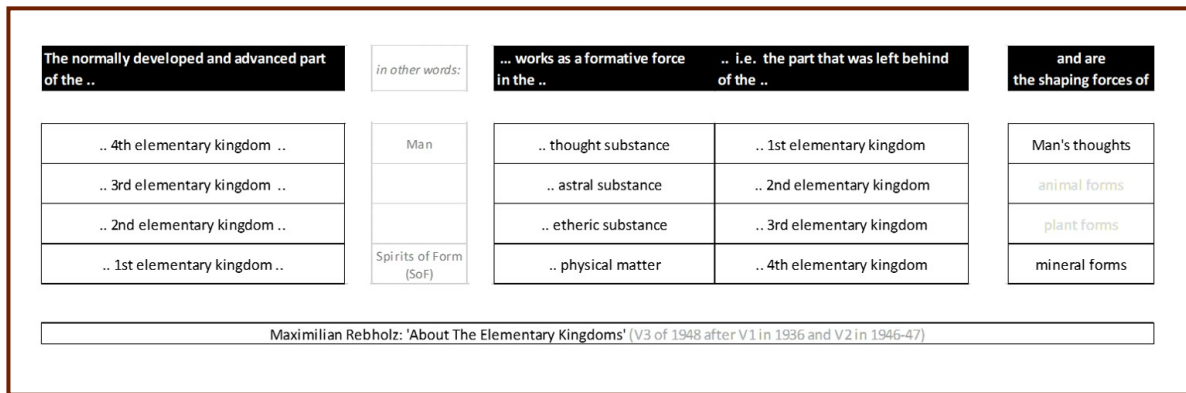 The normally developed and advanced part
of the ..
in other words:
... works as a formative force
in the ..
.. i.e. the part that was left behind
of the ..
and are
the shaping forces of
.. 4th elementary kingdom ..
Man
.. thought substance
.. 1st elementary kingdom
Man's thoughts
.. 3rd elementary kingdom ..
.. astral substance
.. 2nd elementary kingdom
animal forms
.. 2nd elementary kingdom ..
.. etheric substance
.. 3rd elementary kingdom
plant forms
.. 1st elementary kingdom ..
Spirits of Form
(SoF)
.. physical matter
.. 4th elementary kingdom
mineral forms
Maximilian Rebholz: 'About The Elementary Kingdoms' (V3 of 1948 after V1 in 1936 and V2 in 1946-47)